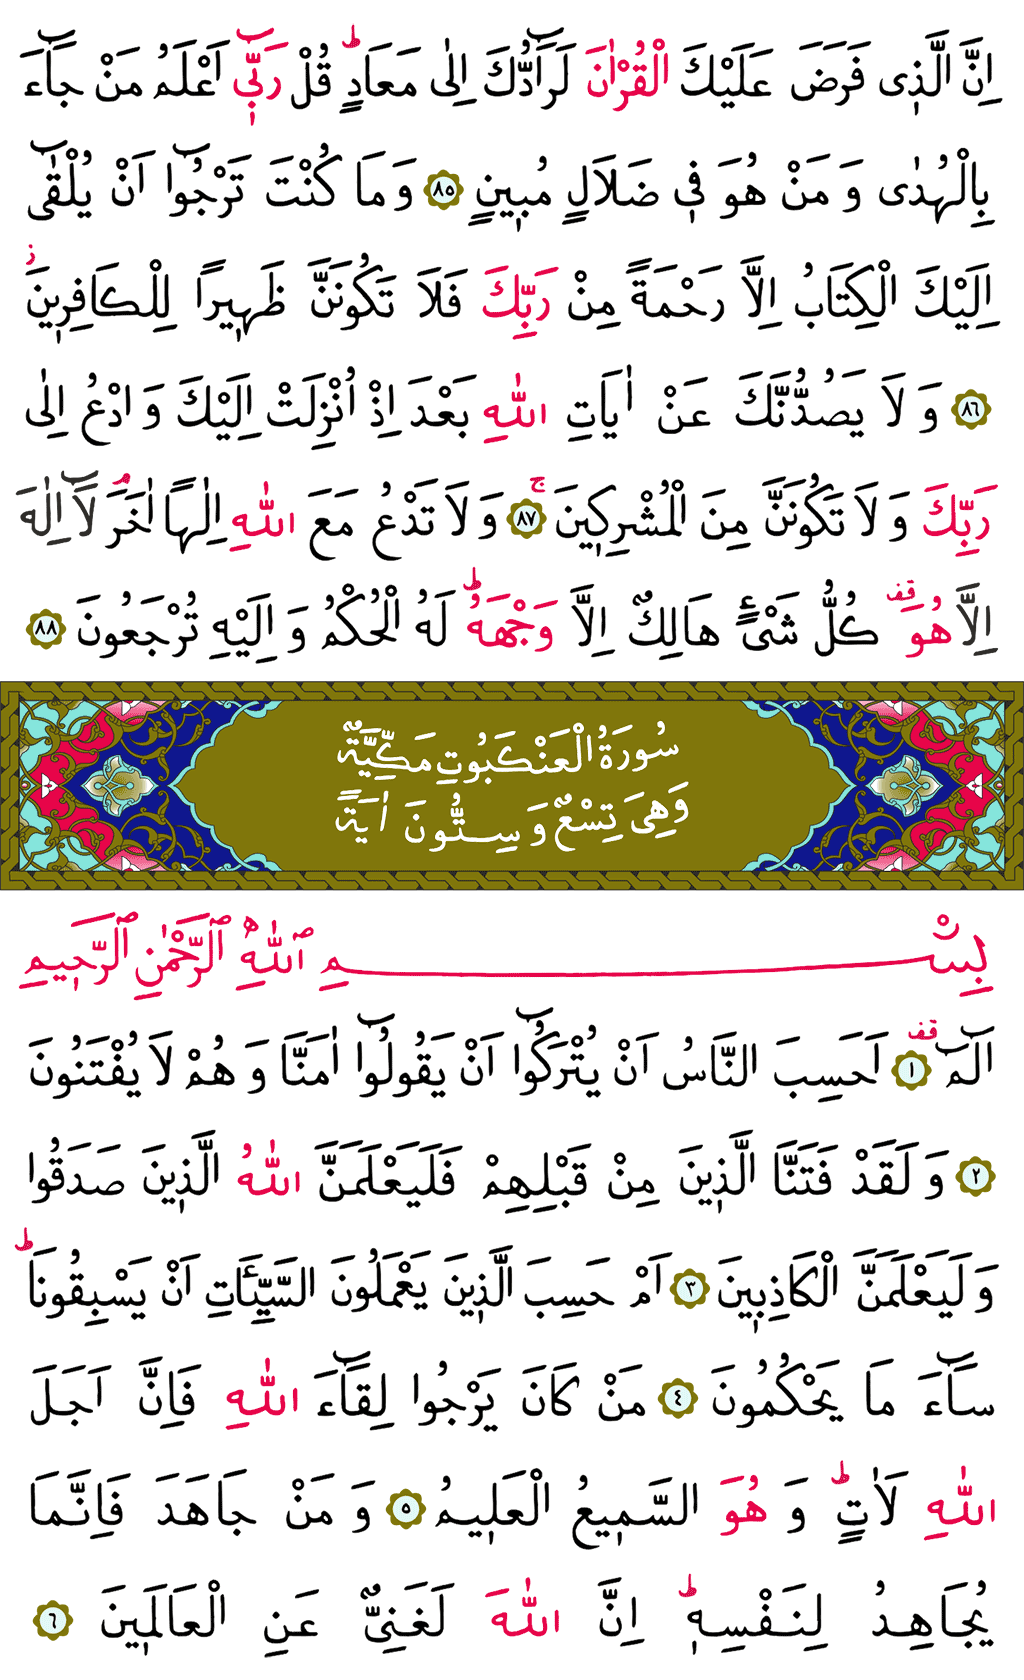 اِنَّ الَّذ۪ى فَرَضَ عَلَيْكَ الْقُرْاٰنَ لَرَٓادُّكَ اِلٰى مَعَادٍۜ قُلْ رَبّ۪ٓى اَعْلَمُ مَنْ جَٓاءَ
بِالْهُدٰى وَ مَنْ هُوَ ف۪ى ضَلَالٍ مُب۪ينٍ ﴿٨٥﴾ وَ مَا كُنْتَ تَرْجُٓوا اَنْ يُلْقٰٓى
اِلَيْكَ الْكِتَابُ اِلَّا رَحْمَةً مِنْ رَبِّكَ فَلَا تَكُونَنَّ ظَه۪يرًا لِلْكَافِر۪ينَۘ
﴿٨٦﴾ وَ لَا يَصُدُّنَّكَ عَنْ اٰيَاتِ اللّٰهِ بَعْدَ اِذْ اُنْزِلَتْ اِلَيْكَ وَ ادْعُ اِلٰى
رَبِّكَ وَ لَا تَكُونَنَّ مِنَ الْمُشْرِك۪ينَۚ ﴿٨٧﴾ وَ لَا تَدْعُ مَعَ اللّٰهِ اِلٰهًا اٰخَرَۢ لَٓا اِلٰهَ
اِلَّا هُوَ۠ كُلُّ شَىْءٍ هَالِكٌ اِلَّا وَجْهَهُۜ لَهُ الْحُكْمُ وَ اِلَيْهِ تُرْجَعُونَ ﴿٨٨﴾
سُورَةُ الْعَنْكَبُوتِ مَكِّيَّةٌ
وَهِىَ تِسْعٌ وَ سِتُّونَ اٰيَةً
بِسْمِ اللّٰهِ الرَّحْمٰنِ الرَّح۪يمِ
الٓمٓ۠ ﴿١﴾ اَحَسِبَ النَّاسُ اَنْ يُتْرَكُٓوا اَنْ يَقُولُٓوا اٰمَنَّا وَ هُمْ لَا يُفْتَنُونَ
﴿٢﴾ وَ لَقَدْ فَتَنَّا الَّذ۪ينَ مِنْ قَبْلِهِمْ فَلَيَعْلَمَنَّ اللّٰهُ الَّذ۪ينَ صَدَقُوا
وَ لَيَعْلَمَنَّ الْكَاذِب۪ينَ ﴿٣﴾ اَمْ حَسِبَ الَّذ۪ينَ يَعْمَلُونَ السَّيِّـَٔاتِ اَنْ يَسْبِقُونَاۜ
سَٓاءَ مَا يَحْكُمُونَ ﴿٤﴾ مَنْ كَانَ يَرْجُوا لِقَٓاءَ اللّٰهِ فَاِنَّ اَجَلَ
اللّٰهِ لَاٰتٍۜ وَ هُوَ السَّم۪يعُ الْعَل۪يمُ ﴿٥﴾ وَ مَنْ جَاهَدَ فَاِنَّمَا
يُجَاهِدُ لِنَفْسِه۪ۜ اِنَّ اللّٰهَ لَغَنِىٌّ عَنِ الْعَالَم۪ينَ ﴿٦﴾